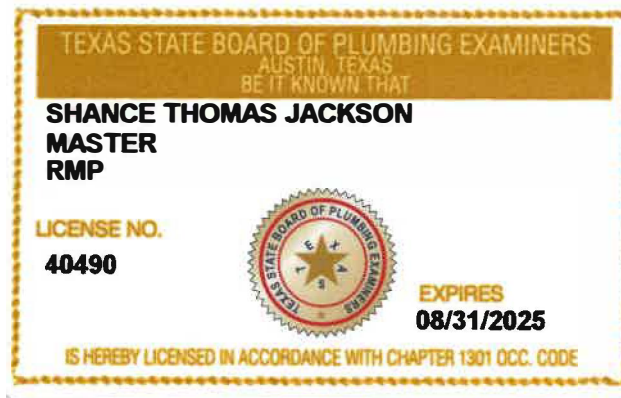 TEXAS STATE BOARD OF PLUMBING EXAMINERS
AUSTIN, TEXAS
BE IT KNOWN THAT
SHANCE THOMAS JACKSON
MASTER
RMP
LICENSE NO.
40490
TEXAS STATE BOARD OF PLUMBING EXAMINERS
TEXAS
EXPIRES
08/31/2025
IS HEREBY LICENSED IN ACCORDANCE WITH CHAPTER 1301 OCC. CODE